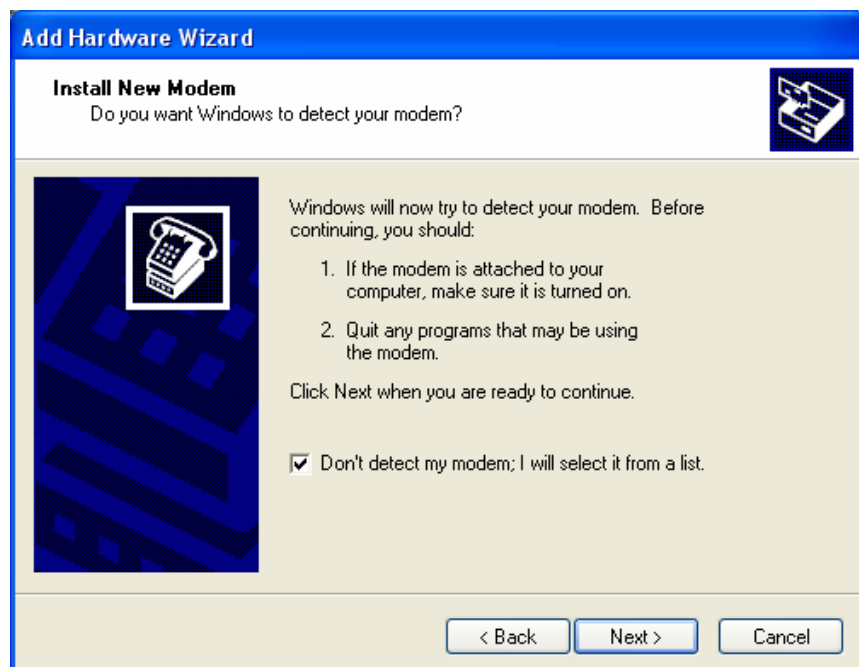 Add Hardware Wizard
Install New Modem
Do you want Windows to detect your modem?
Windows will now try to detect your modem. Before
continuing, you should:
1. If the modem is attached to your
computer, make sure it is turned on.
2. Quit any programs that may be using
the modem.
Click Next when you are ready to continue.
Don't detect my modem; I will select it from a list.
< Back
Next >
Cancel